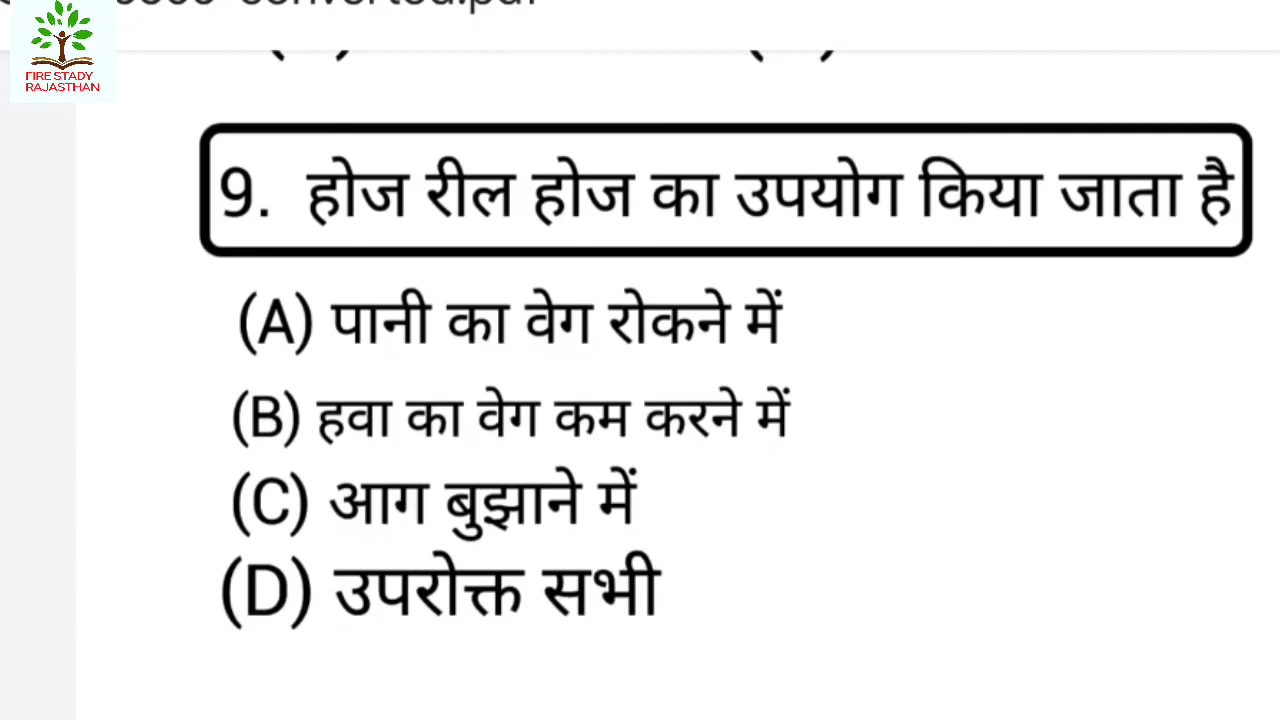 FIRE STADY
RAJASTHAN
9. होज रील होज का उपयोग किया जाता है
(A) पानी का वेग रोकने में
(B) हवा का वेग कम करने में
(C) आग बुझाने में
(D) उपरोक्त सभी